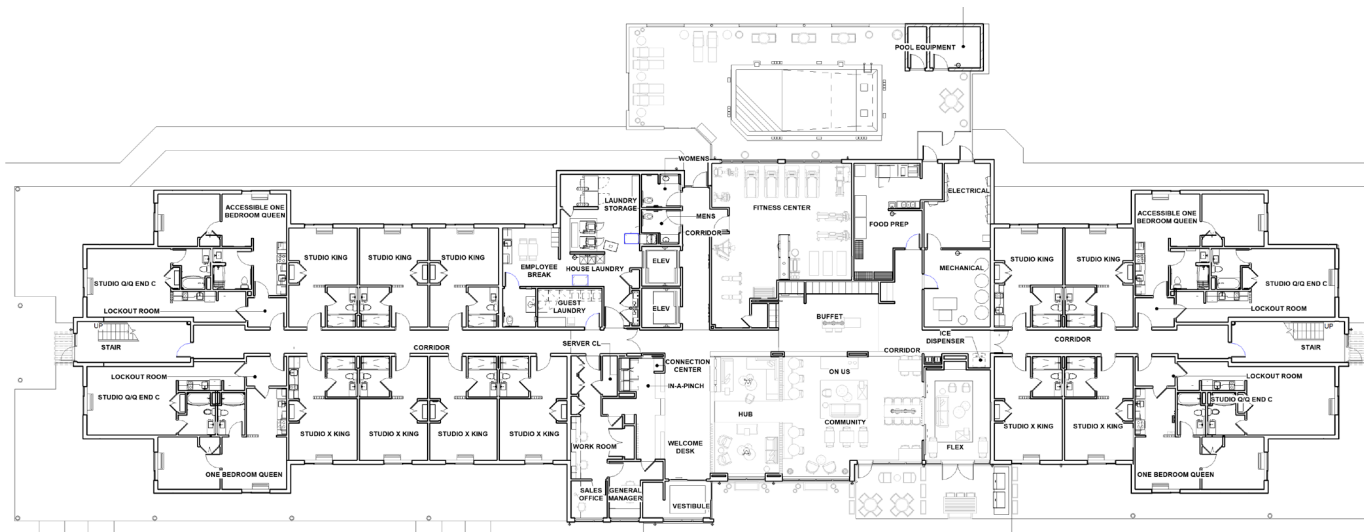 POOL EQUIPMENT
WOMENS
ACCESSIBLE ONE
BEDROOM QUEEN
LAUNDRY
STORAGE
MENS
CORRIDOR
FITNESS CENTER
FOOD PREP
ELECTRICAL
ACCESSIBLE ONE
BEDROOM QUEEN
STUDIO KING
STUDIO KING
STUDIO KING
EMPLOYEE
BREAK
HOUSE LAUNDRY
ELEV
MECHANICAL
STUDIO KING
STUDIO KING
STUDIO Q/Q END C
STUDIO Q/Q END C
LOCKOUT ROOM
GUEST
LAUNDRY
ELEV
BUFFET
LOCKOUT ROOM
UP
STAIR
CORRIDOR
SERVER CL
ICE
DISPENSER
CORRIDOR
CORRIDOR
UP
STAIR
LOCKOUT ROOM
CONNECTION
CENTER
IN-A-PINCH
ON US
LOCKOUT ROOM
STUDIO Q/Q END C
STUDIO Q/Q END C
STUDIO X KING
STUDIO X KING
STUDIO X KING
STUDIO X KING
HUB
COMMUNITY
STUDIO X KING
STUDIO X KING
WORK ROOM
WELCOME
DESK
FLEX
ONE BEDROOM QUEEN
ONE BEDROOM QUEEN
SALES
OFFICE
GENERAL
MANAGER
VESTIBULE